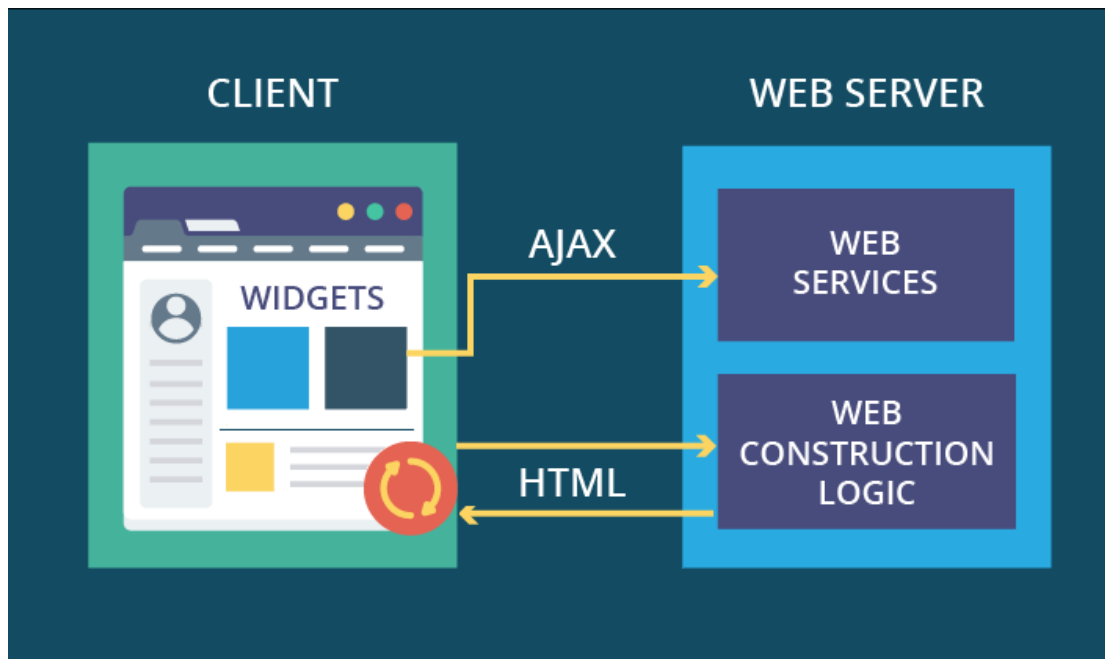 CLIENT
WEB SERVER
WIDGETS
AJAX
WEB
SERVICES
HTML
WEB
CONSTRUCTION
LOGIC